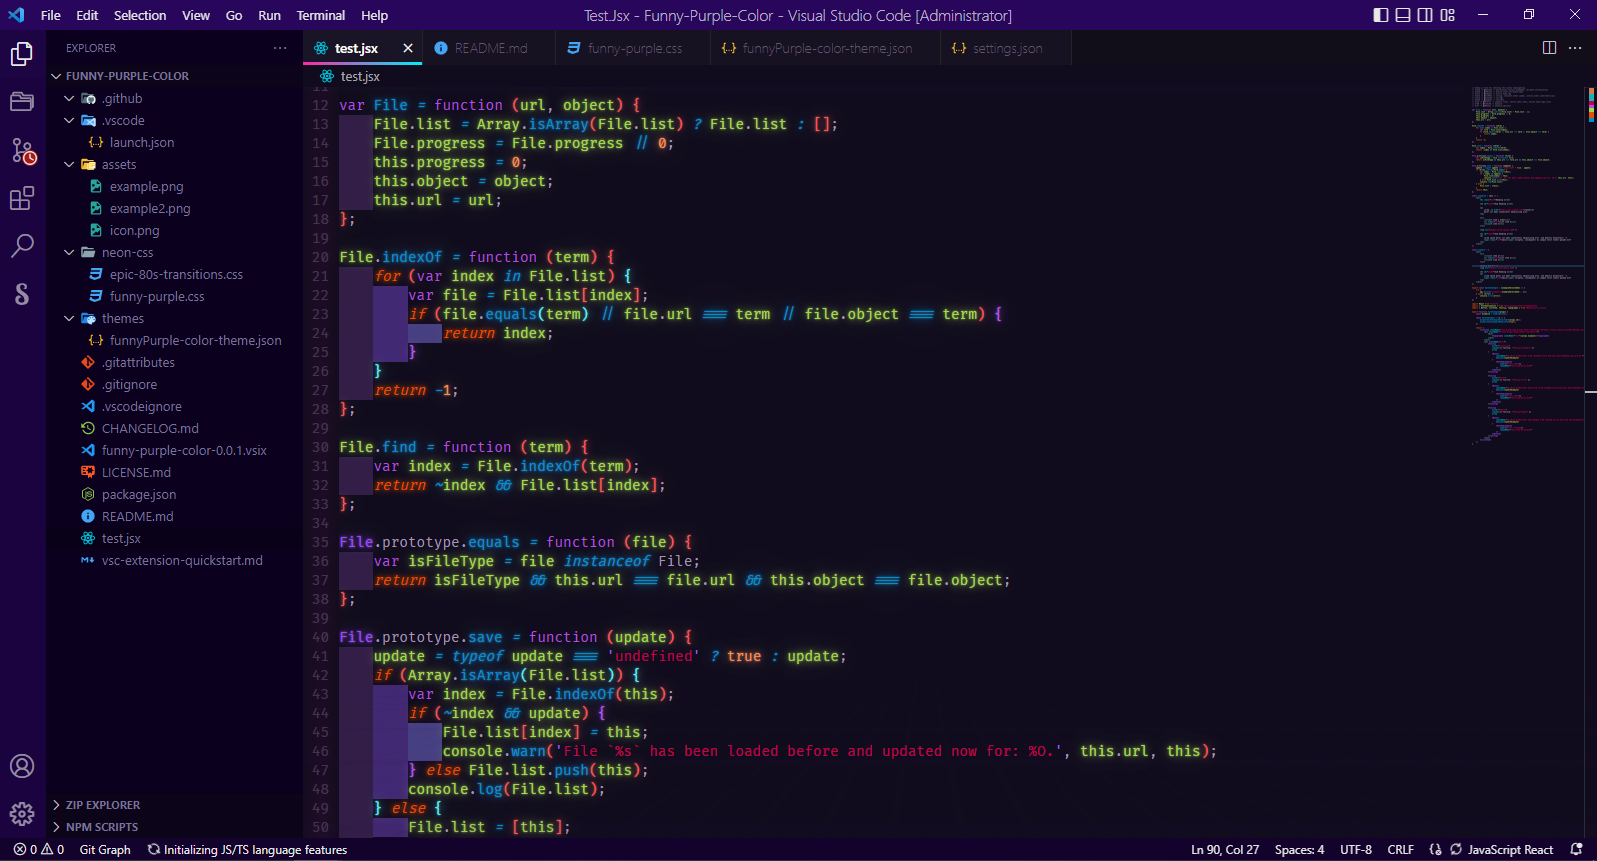 File Edit Selection View Go Run Terminal Help
Test.Jsx - Funny-Purple-Color - Visual Studio Code [Administrator]
EXPLORER
FUNNY-PURPLE-COLOR
.github
.vscode
{..} launch.json
assets
example.png
example2.png
icon.png
neon-css
epic-80s-transitions.css
funny-purple.css
themes
{..} funnyPurple-color-theme.json
.gitattributes
.gitignore
.vscodeignore
CHANGELOG.md
funny-purple-color-0.0.1.vsix
LICENSE.md
package.json
README.md
test.jsx
vsc-extension-quickstart.md
ZIP EXPLORER
NPM SCRIPTS
test.jsx README.md funny-purple.css {..} funnyPurple-color-theme.json {..} settings.json
test.jsx
11
12 var File = function (url, object) {
13 File.list = Array.isArray(File.list) ? File.list : [];
14 File.progress = File.progress || 0;
15 this.progress = 0;
16 this.object = object;
17 this.url = url;
18 };
19
20 File.indexOf = function (term) {
21 for (var index in File.list) {
22 var file = File.list[index];
23 if (file.equals(term) || file.url === term || file.object === term) {
24 return index;
25 }
26 }
27 return -1;
28 };
29
30 File.find = function (term) {
31 var index = File.indexOf(term);
32 return ~index && File.list[index];
33 };
34
35 File.prototype.equals = function (file) {
36 var isFileType = file instanceof File;
37 return isFileType && this.url === file.url && this.object === file.object;
38 };
39
40 File.prototype.save = function (update) {
41 update = typeof update === 'undefined' ? true : update;
42 if (Array.isArray(File.list)) {
43 var index = File.indexOf(this);
44 if (~index && update) {
45 File.list[index] = this;
46 console.warn('File `%s` has been loaded before and updated now for: %O.', this.url, this);
47 } else File.list.push(this);
48 console.log(File.list);
49 } else {
50 File.list = [this];
0 0 Git Graph Initializing JS/TS language features Ln 90, Col 27 Spaces: 4 UTF-8 CRLF JavaScript React